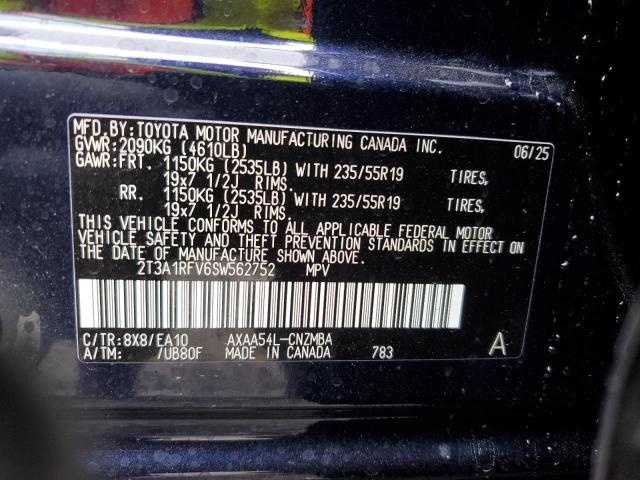 MFD.BY:TOYOTA MOTOR MANUFACTURING CANADA INC. 06/25
GVWR:2090KG (4610LB)
GAWR:FRT. 1150KG (2535LB) WITH 235/55R19 TIRES,
19x7 1/2J RIMS.
RR. 1150KG (2535LB) WITH 235/55R19 TIRES,
19x7 1/2J RIMS.
THIS VEHICLE CONFORMS TO ALL APPLICABLE FEDERAL MOTOR
VEHICLE SAFETY AND THEFT PREVENTION STANDARDS IN EFFECT ON
THE DATE OF MANUFACTURE SHOWN ABOVE.
2T3A1RFV6SW562752 MPV
C/TR:8X8/EA10 AXAA54L-CNZMBA
A/TM: /UB80F MADE IN CANADA 783 A